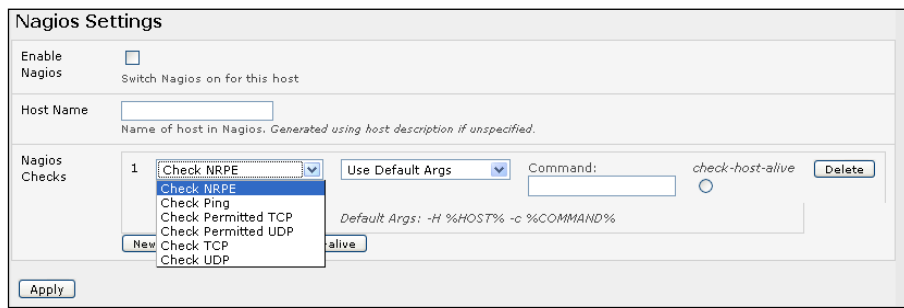 Nagios Settings
Enable
Nagios
Switch Nagios on for this host
Host Name
Name of host in Nagios. Generated using host description if unspecified.
Nagios
Checks
1 Check NRPE Use Default Args Command: check-host-alive Delete
Check NRPE
Check Ping
Check Permitted TCP
Default Args: -H %HOST% -c %COMMAND%
Check Permitted UDP
Check TCP
Check UDP
New
alive
Apply